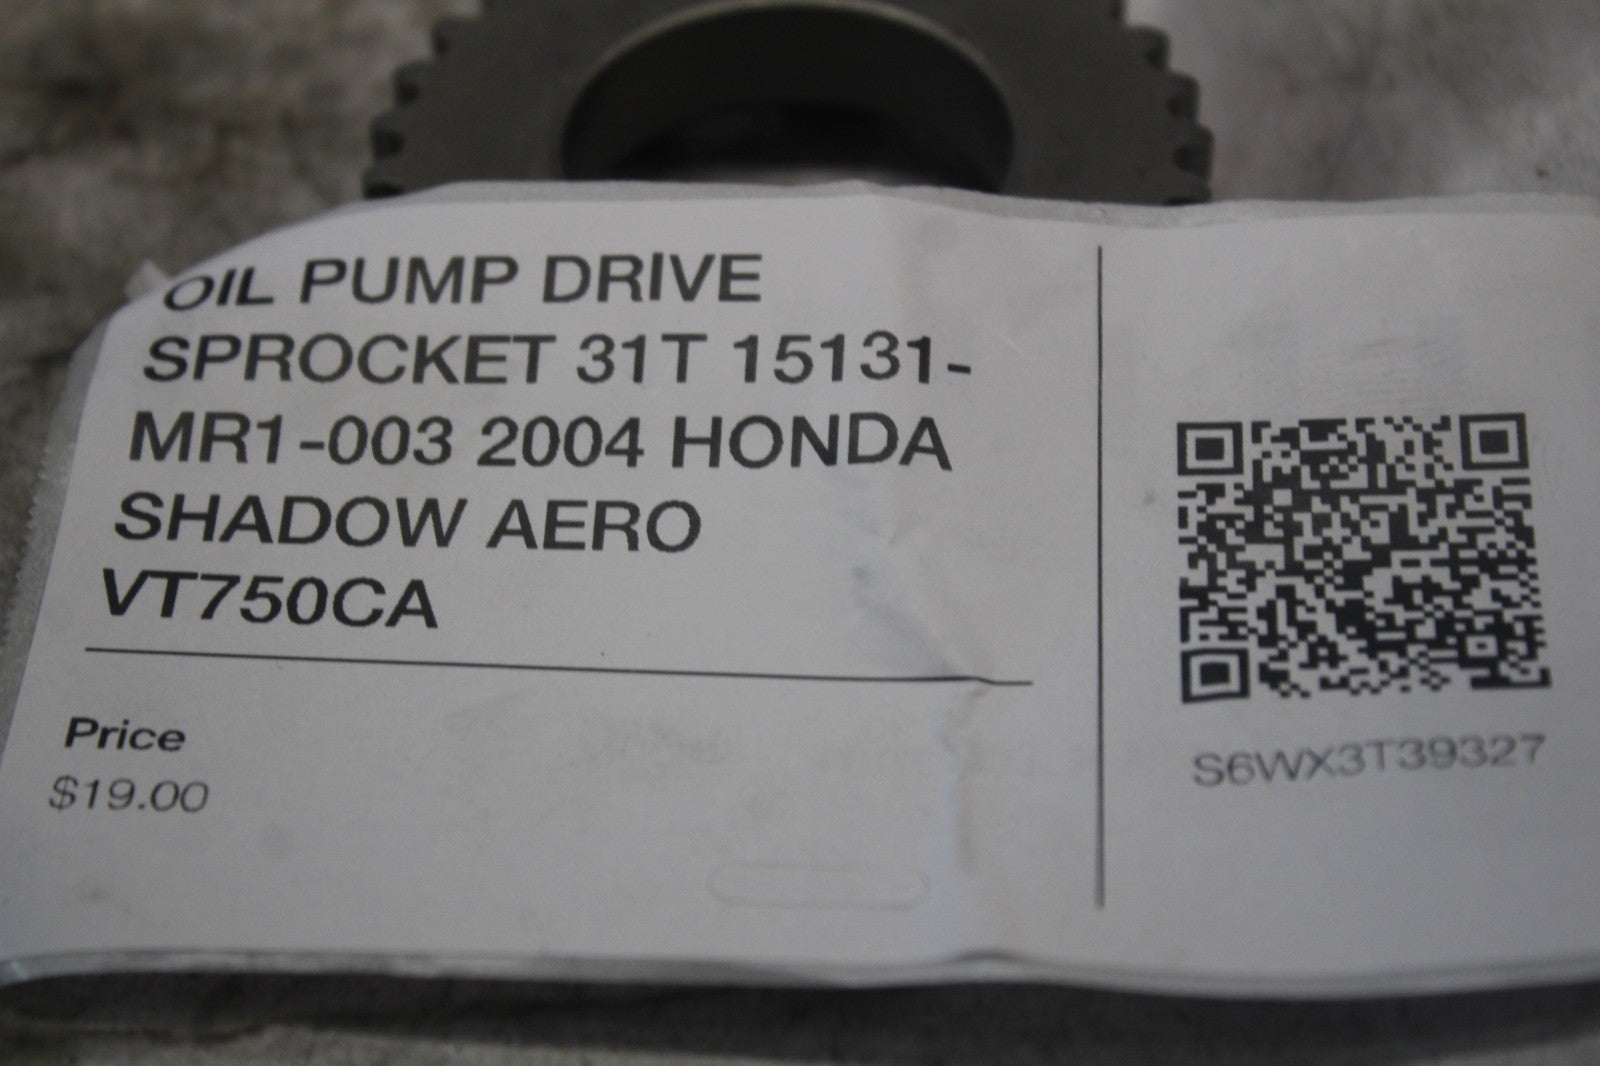 OIL PUMP DRIVE
SPROCKET 31T 15131-
MR1-003 2004 HONDA
SHADOW AERO
VT750CA
Price
$19.00
S6WX3T39327